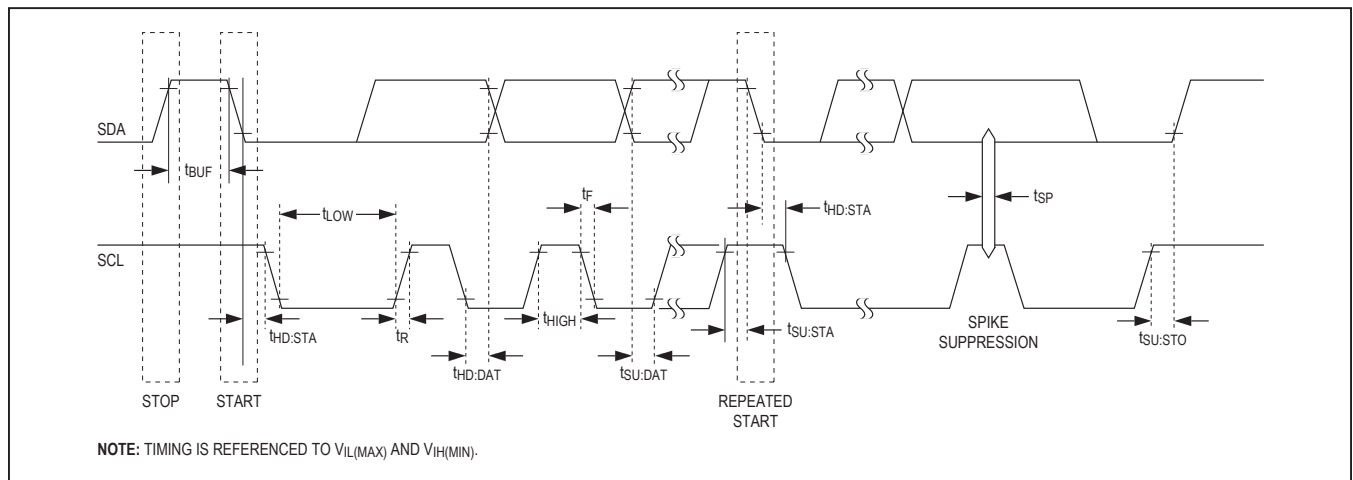 SDA
tBUF
tF
tLOW
tHD:STA
tSP
SCL
tHD:STA
tR
tHIGH
tSU:STA
SPIKE
SUPPRESSION
tSU:STO
tHD:DAT
tSU:DAT
STOP
START
REPEATED
START
NOTE: TIMING IS REFERENCED TO VIL(MAX) AND VIH(MIN).